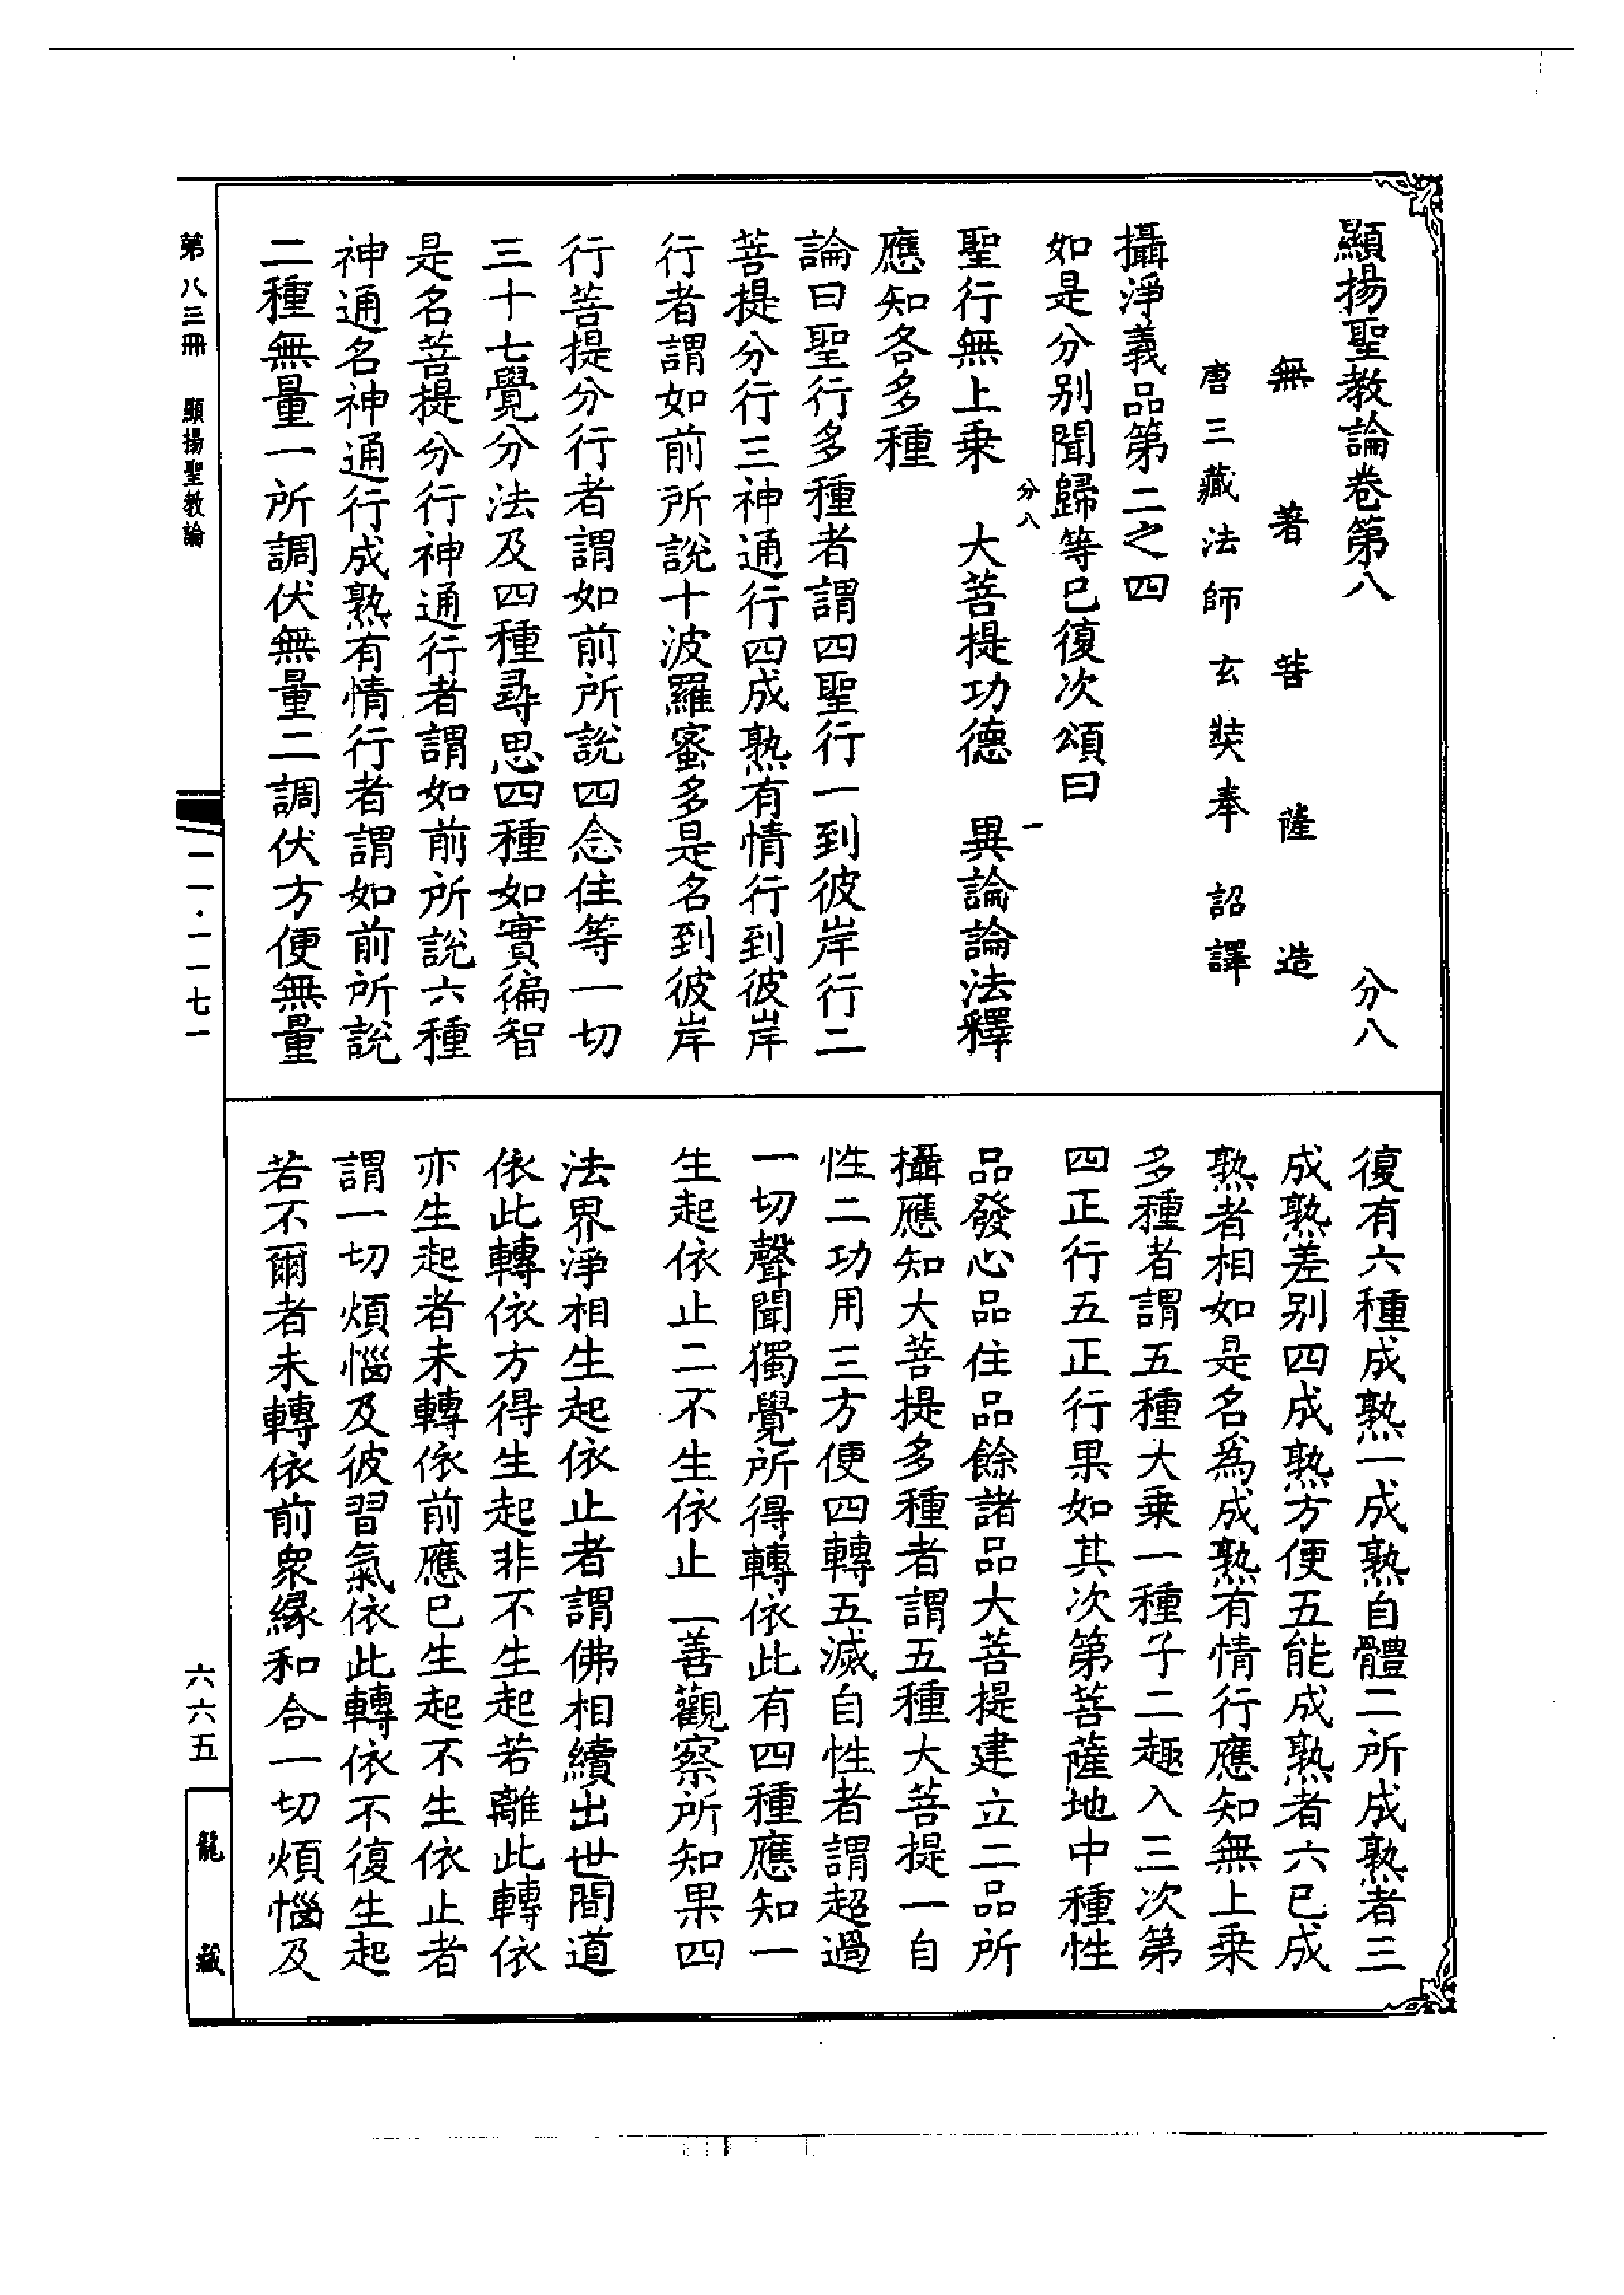 顯揚聖教論卷第八 分八
無著菩薩造
唐三藏法師玄奘奉詔譯
攝淨義品第二之四
如是分別聞歸等已復次頌曰
分八 一
聖行無上乗 大菩提功德 異論論法釋
應知各多種
論曰聖行多種者謂四聖行一到彼岸行二
菩提分行三神通行四成熟有情行到彼岸
行者謂如前所說十波羅蜜多是名到彼岸
行菩提分行者謂如前所說四念住等一切
三十七覺分法及四種尋思四種如實徧智
是名菩提分行神通行者謂如前所說六種
神通名神通行成熟有情行者謂如前所說
二種無量一所調伏無量二調伏方便無量
復有六種成熟一成熟自體二所成熟者三
成熟差別四成熟方便五能成熟者六已成
熟者相如是名為成熟有情行應知無上乗
多種者謂五種大乗一種子二趣入三次第
四正行五正行果如其次第菩薩地中種性
品發心品住品餘諸品大菩提建立二品所
攝應知大菩提多種者謂五種大菩提一自
性二功用三方便四轉五滅自性者謂超過
一切聲聞獨覺所得轉依此有四種應知一
生起依止二不生依止三善觀察所知果四
法界淨相生起依止者謂佛相續出世間道
依此轉依方得生起非不生起若離此轉依
亦生起者未轉依前應已生起不生依止者
謂一切煩惱及彼習氣依此轉依不復生起
若不爾者未轉依前衆緣和合一切煩惱及
第八三冊 顯揚聖教論
一一·一一七一
六六五
龍藏